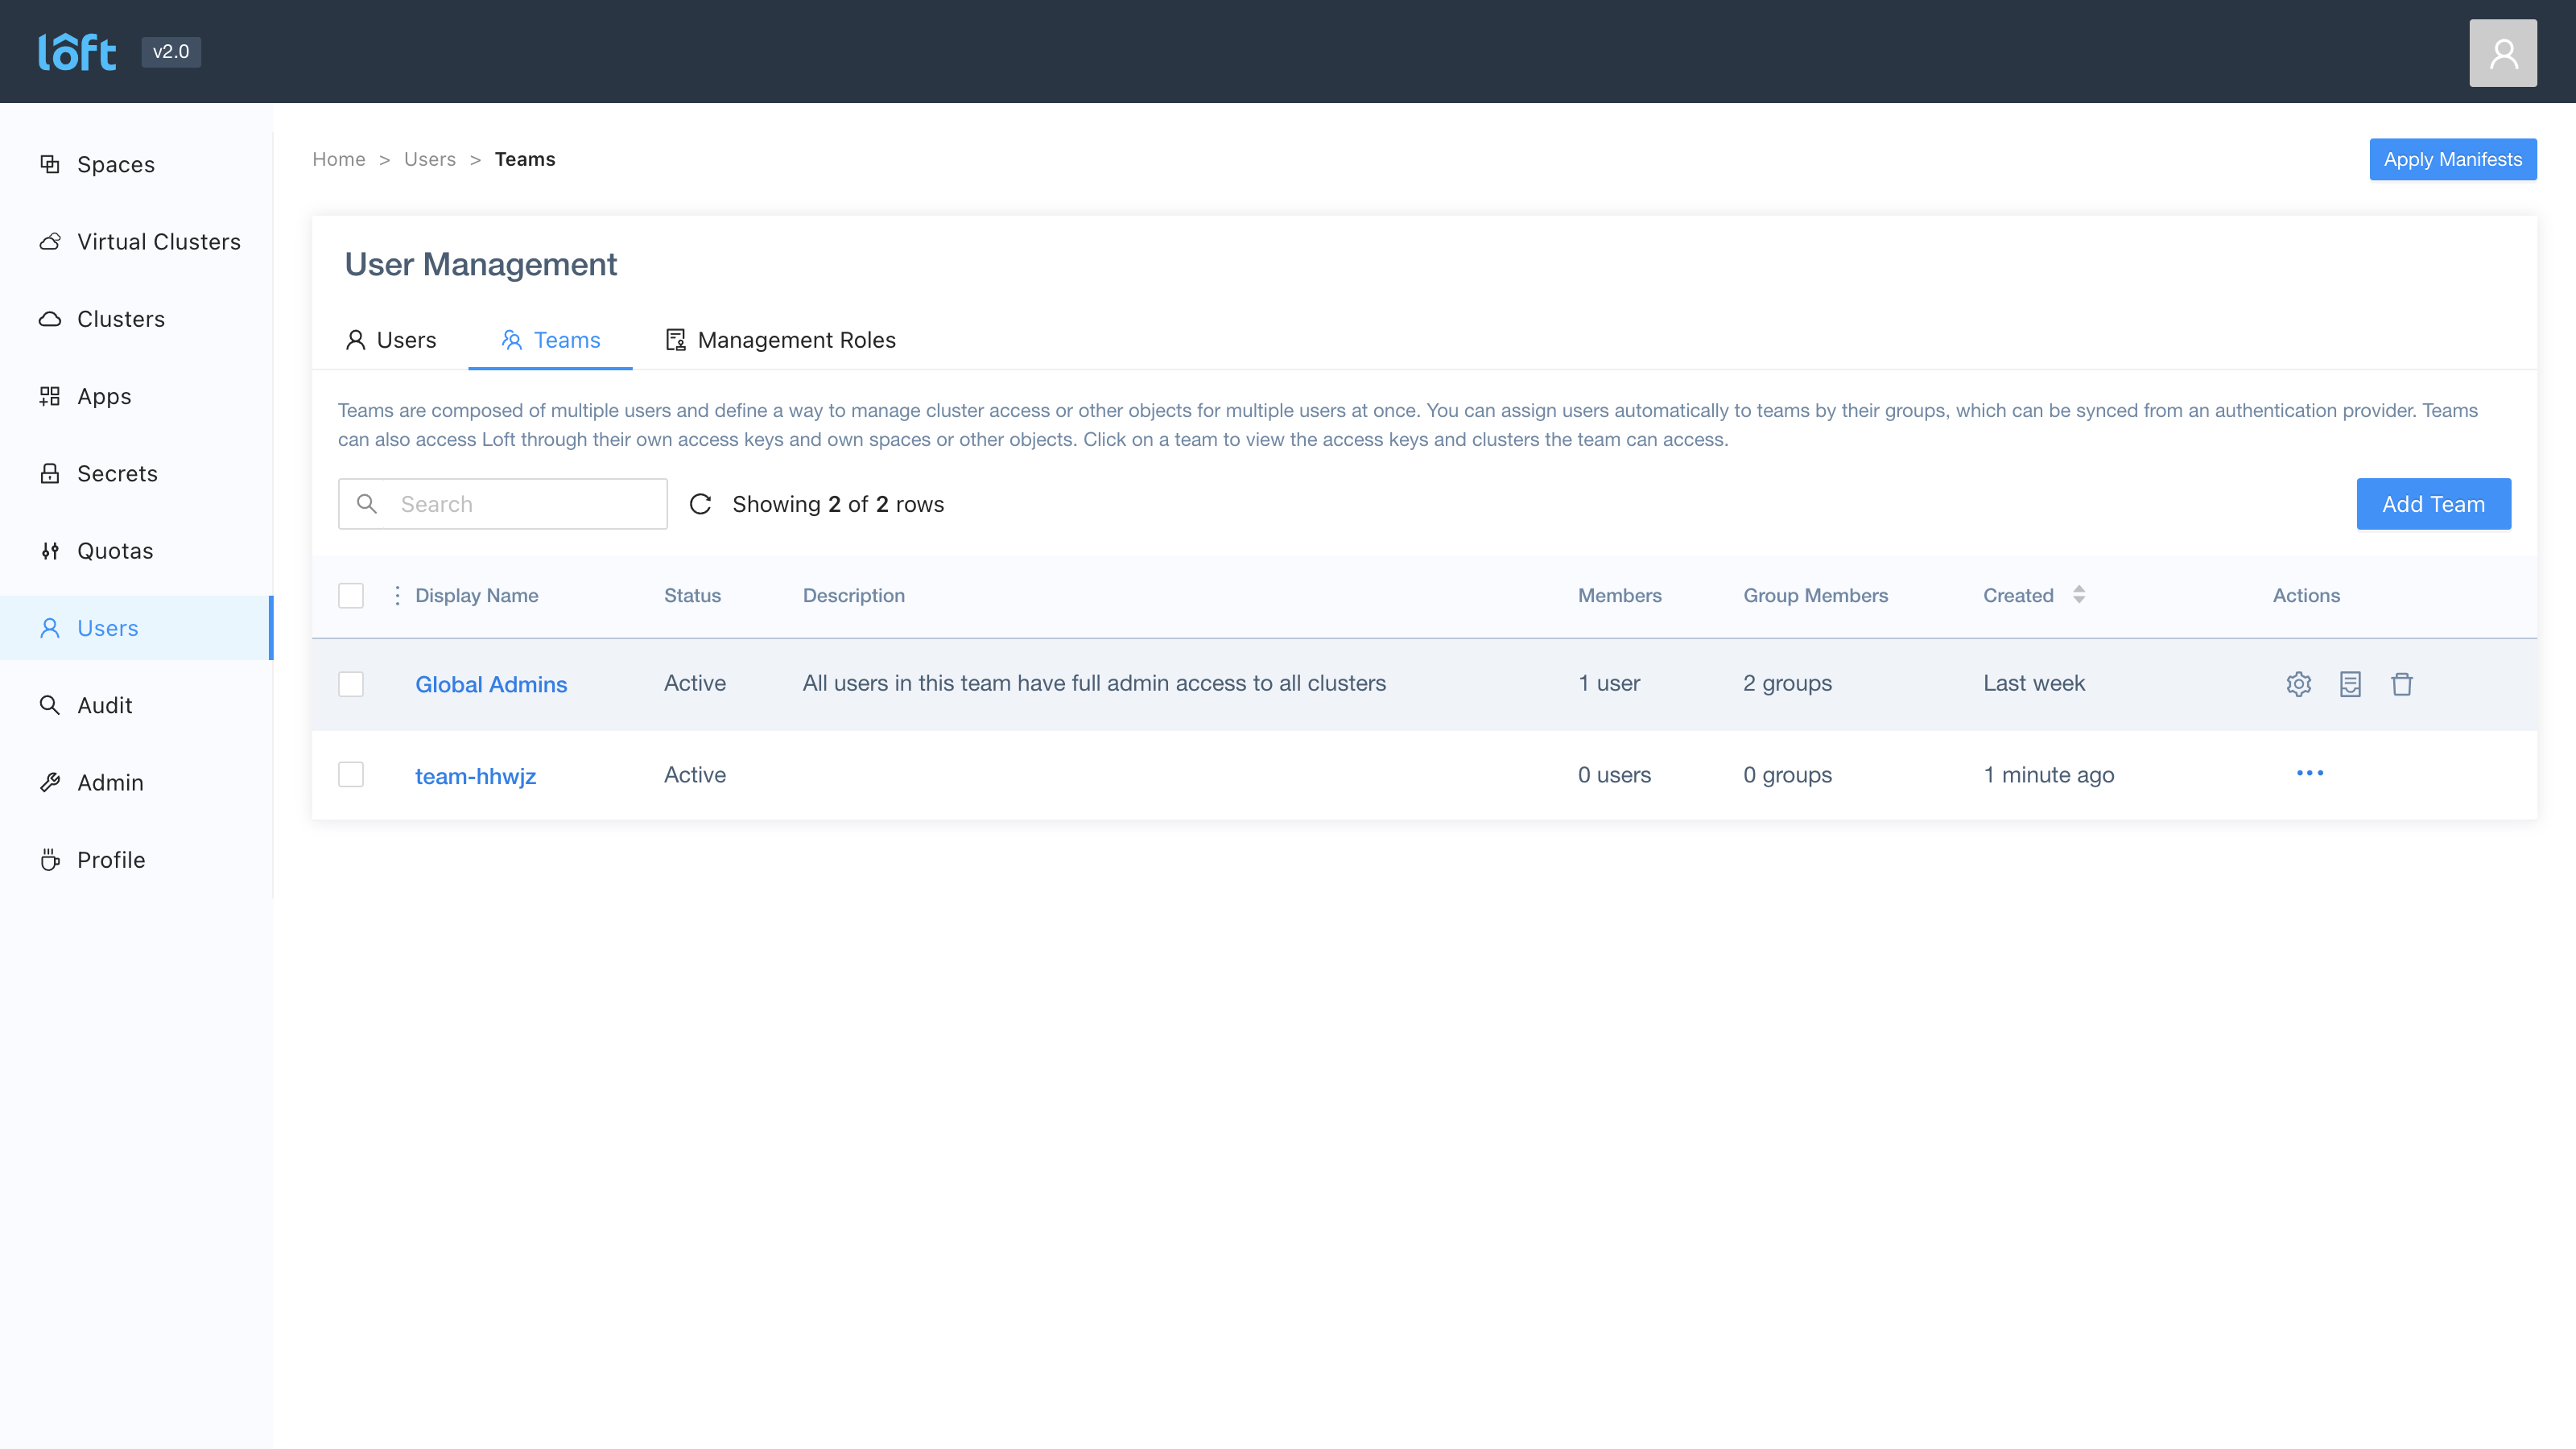 lôft v2.0
Spaces
Virtual Clusters
Clusters
Apps
Secrets
Quotas
Users
Audit
Admin
Profile
Home > Users > Teams
Apply Manifests
User Management
Users Teams Management Roles
Teams are composed of multiple users and define a way to manage cluster access or other objects for multiple users at once. You can assign users automatically to teams by their groups, which can be synced from an authentication provider. Teams
can also access Loft through their own access keys and own spaces or other objects. Click on a team to view the access keys and clusters the team can access.
Search Showing 2 of 2 rows Add Team
Display Name Status Description Members Group Members Created Actions
Global Admins Active All users in this team have full admin access to all clusters 1 user 2 groups Last week
team-hhwjz Active 0 users 0 groups 1 minute ago